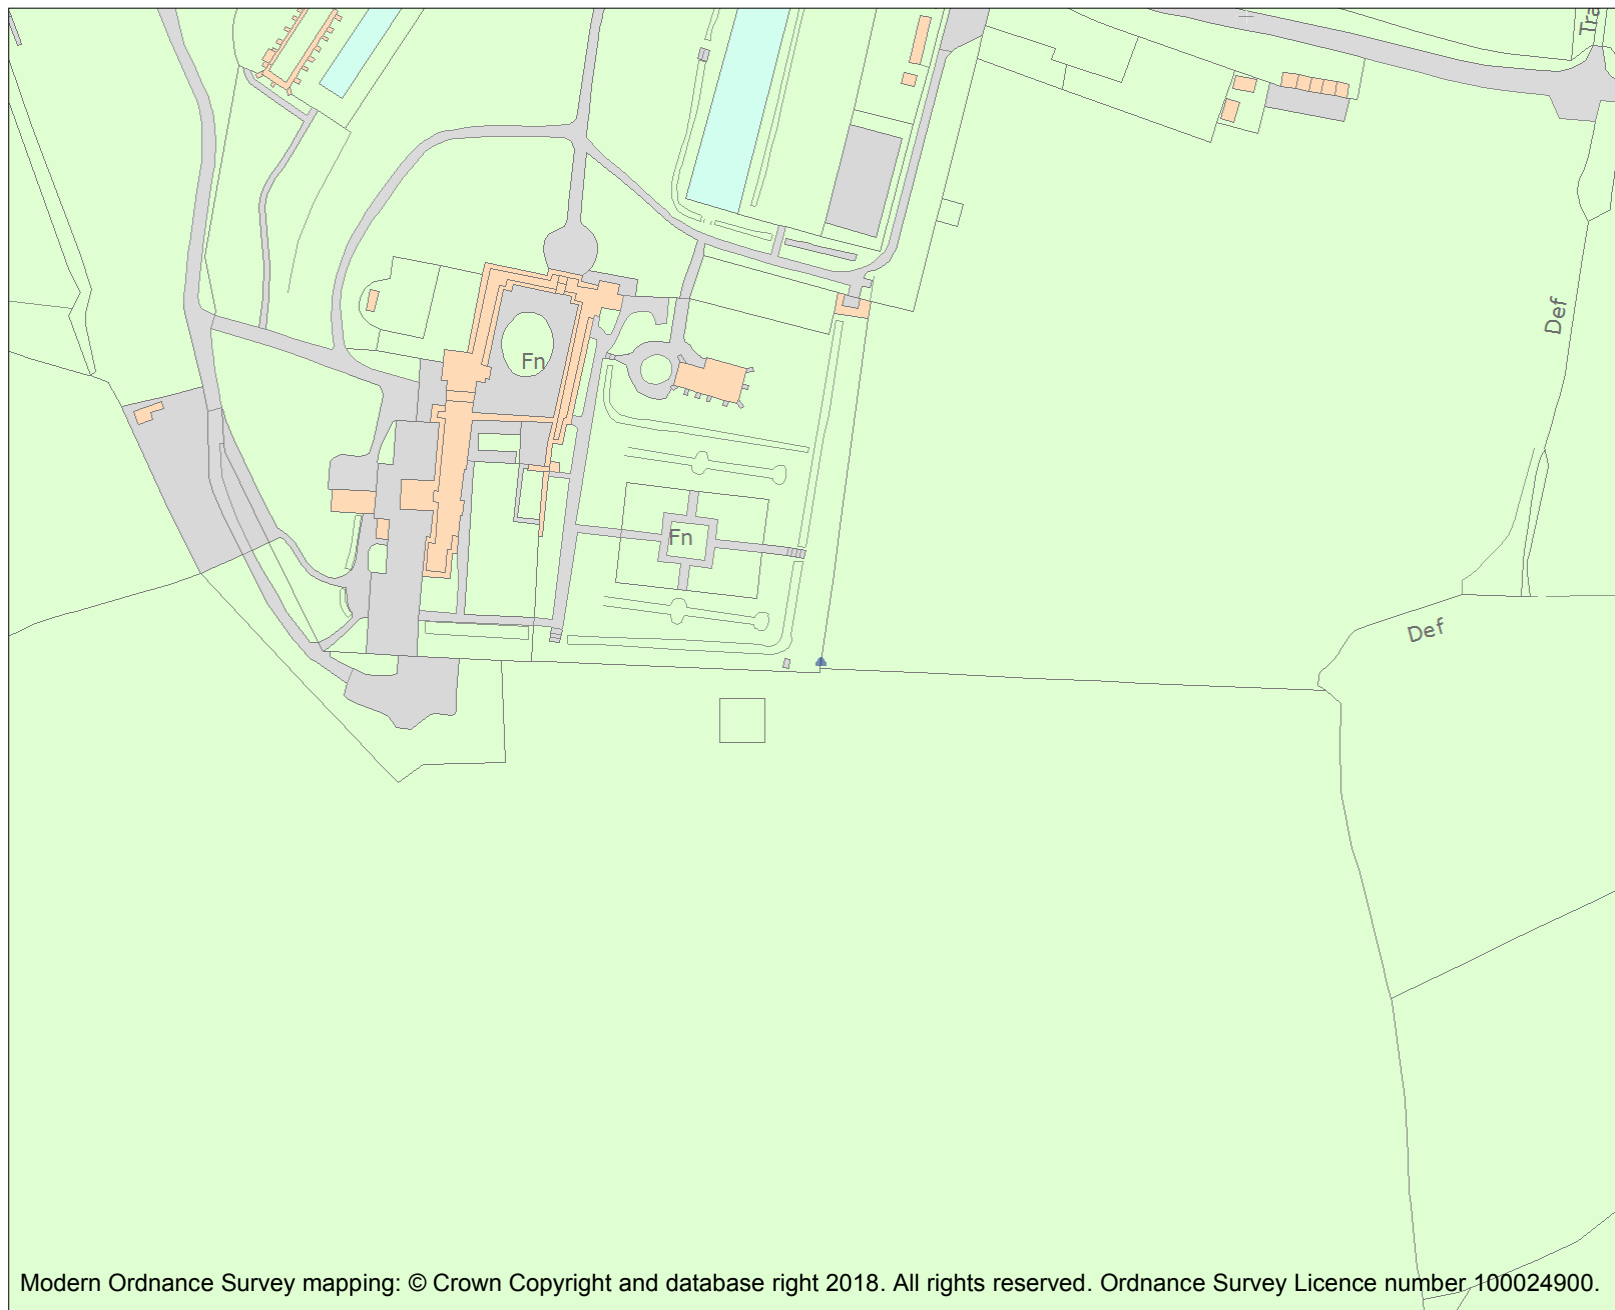 Tra
Def
Fn
Fn
Def
Modern Ordnance Survey mapping: © Crown Copyright and database right 2018. All rights reserved. Ordnance Survey Licence number 100024900.